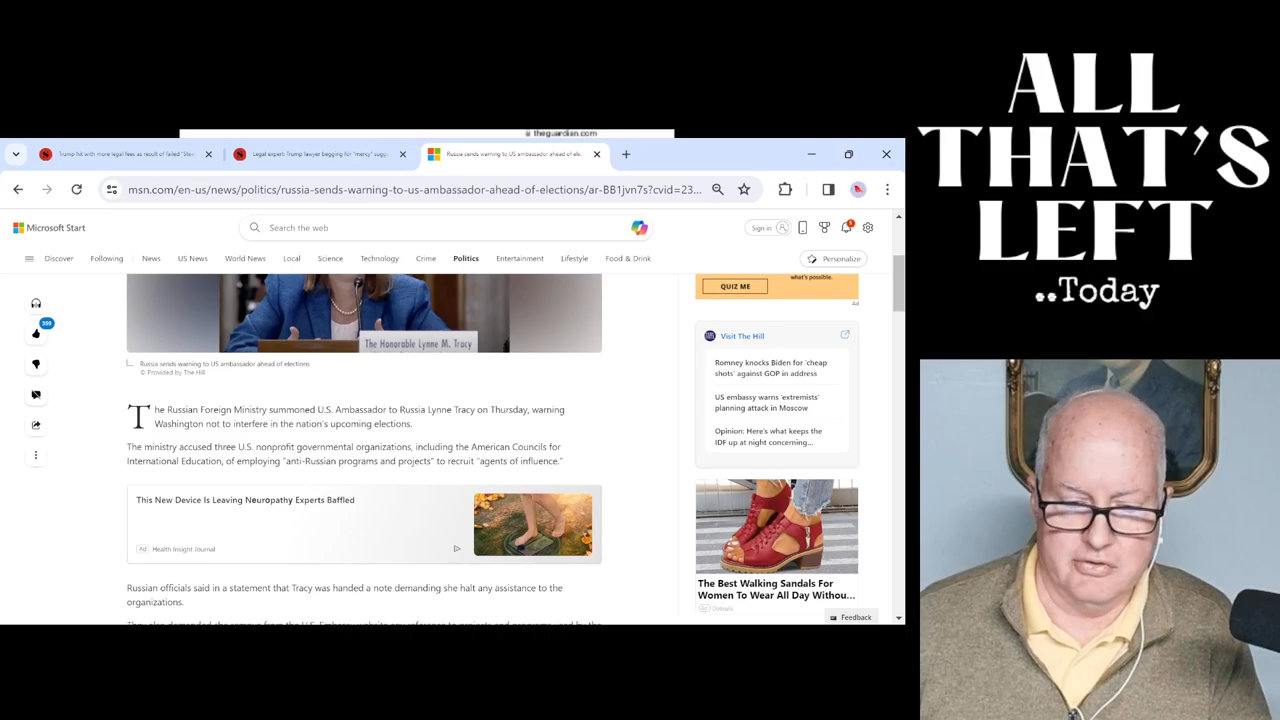 theguardian.com
Trump hit with more legal fees as result of failed "Stee
Legal expert: Trump lawyer begging for "mercy" sugg
Russia sends warning to US ambassador ahead of ele
msn.com/en-us/news/politics/russia-sends-warning-to-us-ambassador-ahead-of-elections/ar-BB1jvn7s?cvid=23...
Microsoft Start
Search the web
Sign in
Discover
Following
News
US News
World News
Local
Science
Technology
Crime
Politics
Entertainment
Lifestyle
Food & Drink
Personalize
399
The Honorable Lynne M. Tracy
Russia sends warning to US ambassador ahead of elections
© Provided by The Hill
The Russian Foreign Ministry summoned U.S. Ambassador to Russia Lynne Tracy on Thursday, warning
Washington not to interfere in the nation's upcoming elections.
The ministry accused three U.S. nonprofit governmental organizations, including the American Councils for
International Education, of employing "anti-Russian programs and projects" to recruit "agents of influence."
This New Device Is Leaving Neuropathy Experts Baffled
Ad Health Insight Journal
Russian officials said in a statement that Tracy was handed a note demanding she halt any assistance to the
organizations.
what's possible.
QUIZ ME
Ad
Visit The Hill
Romney knocks Biden for 'cheap
shots' against GOP in address
US embassy warns 'extremists'
planning attack in Moscow
Opinion: Here's what keeps the
IDF up at night concerning...
The Best Walking Sandals For
Women To Wear All Day Withou...
Ad
Feedback
ALL
THAT'S
LEFT
..Today